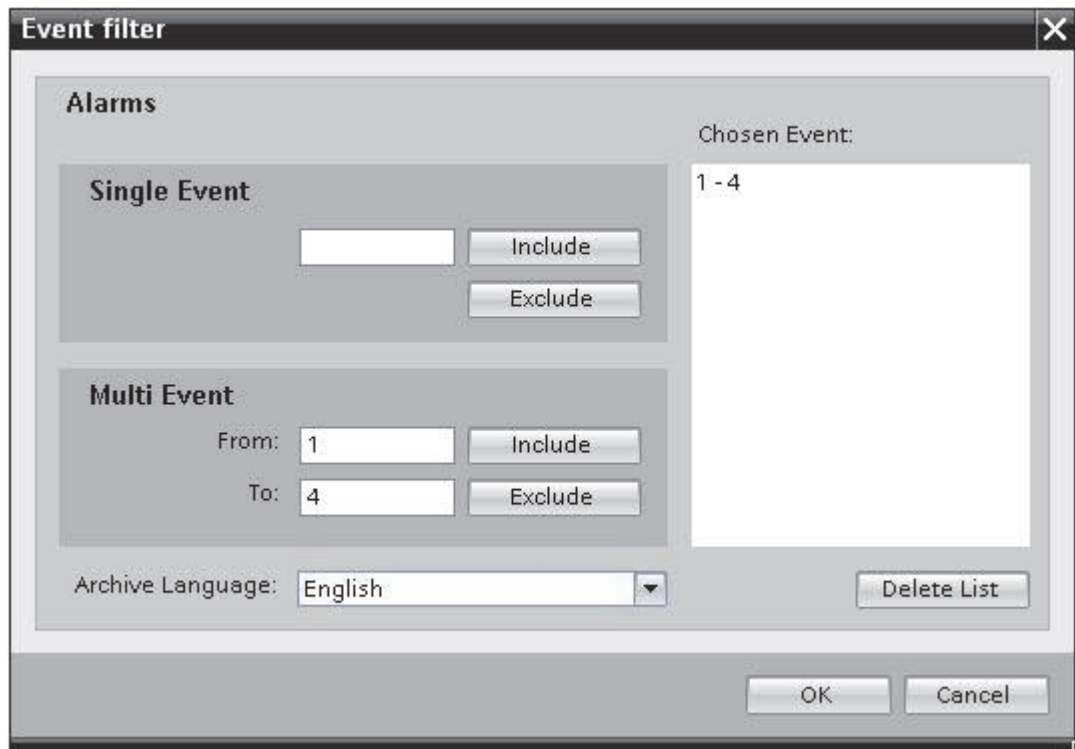 Event filter
Alarms
Chosen Event:
1 - 4
Single Event
Include
Exclude
Multi Event
From: 1 Include
To: 4 Exclude
Archive Language: English
Delete List
OK Cancel